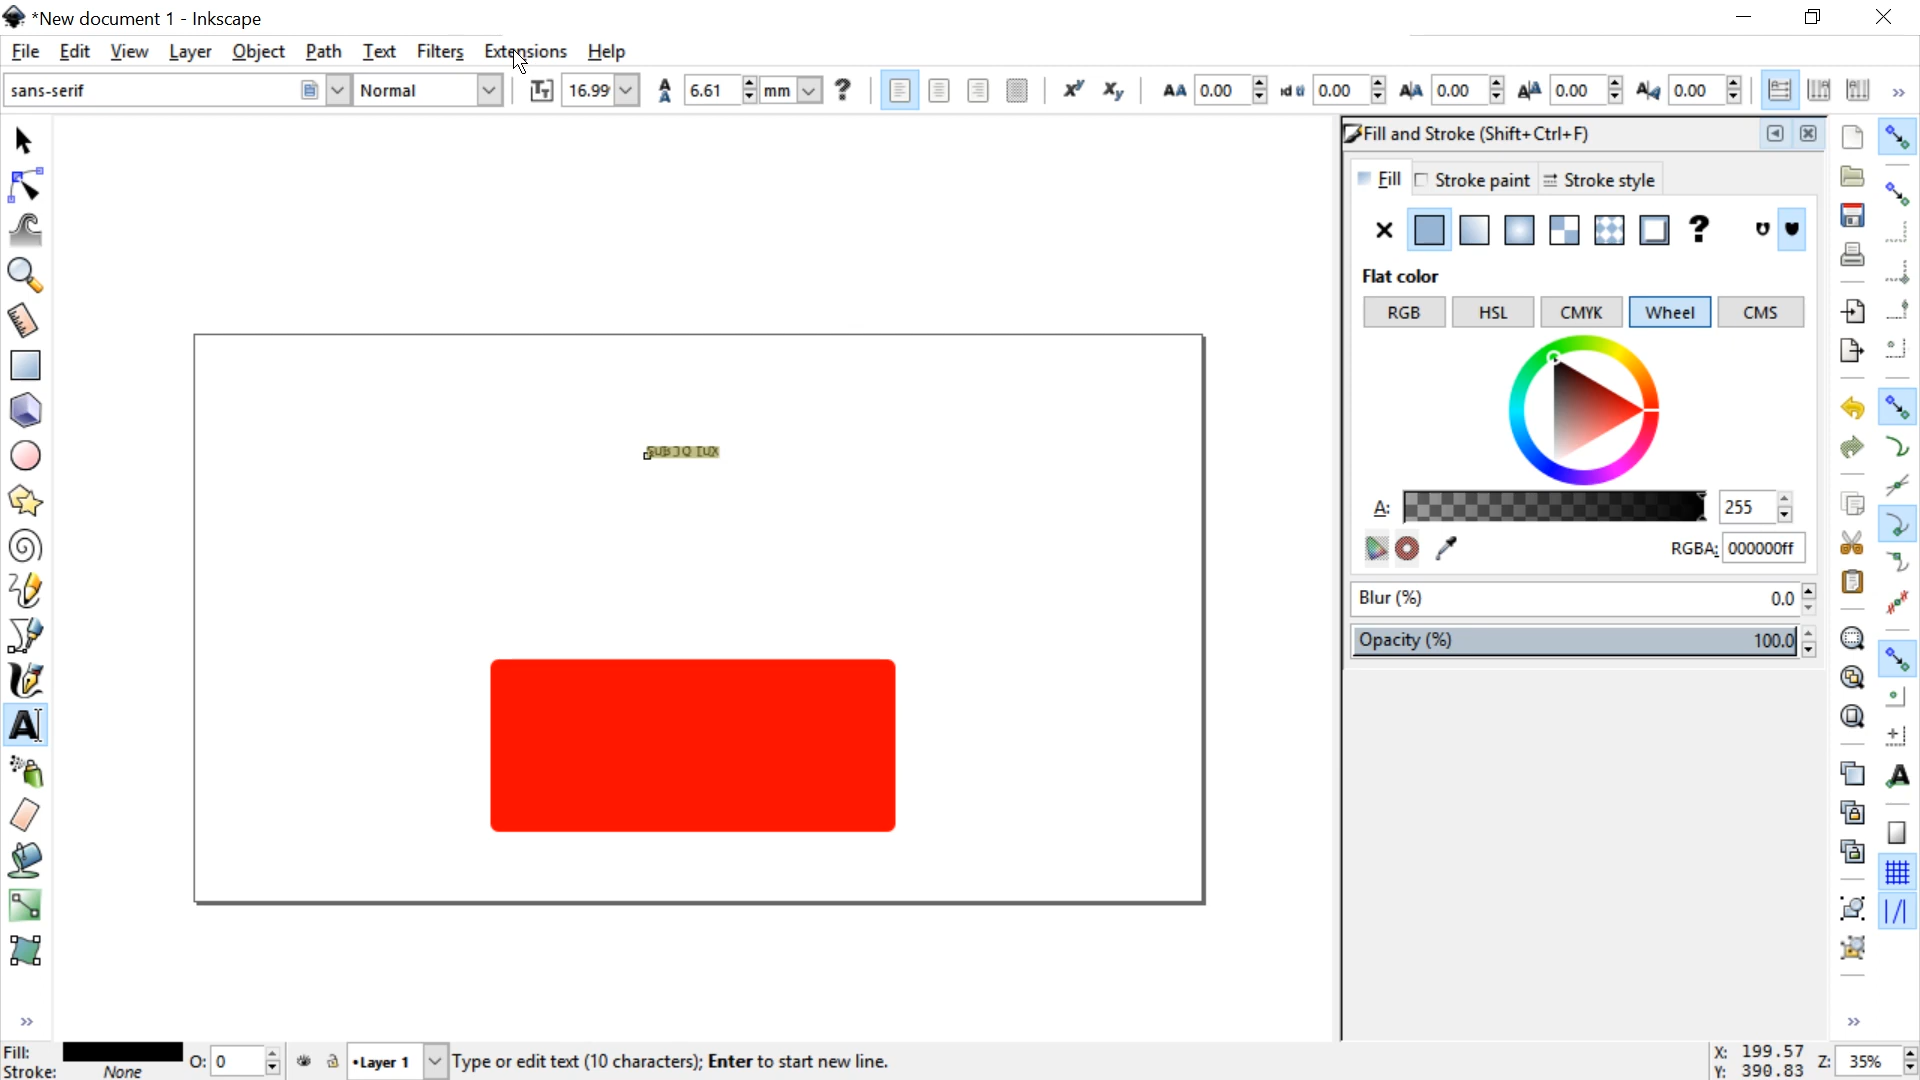 *New document 1 - Inkscape
File Edit View Layer Object Path Text Filters Extensions Help
sans-serif Normal 16.99 6.61 mm ? 0.00 0.00 0.00 0.00 0.00
Fill and Stroke (Shift+Ctrl+F)
Fill Stroke paint Stroke style
Flat color
RGB HSL CMYK Wheel CMS
A: 255
RGBA: 000000ff
Blur (%) 0.0
Opacity (%) 100.0
Fill:
Stroke: None
O: 0
•Layer 1
Type or edit text (10 characters); Enter to start new line.
X: 199.57
Y: 390.83
Z: 35%